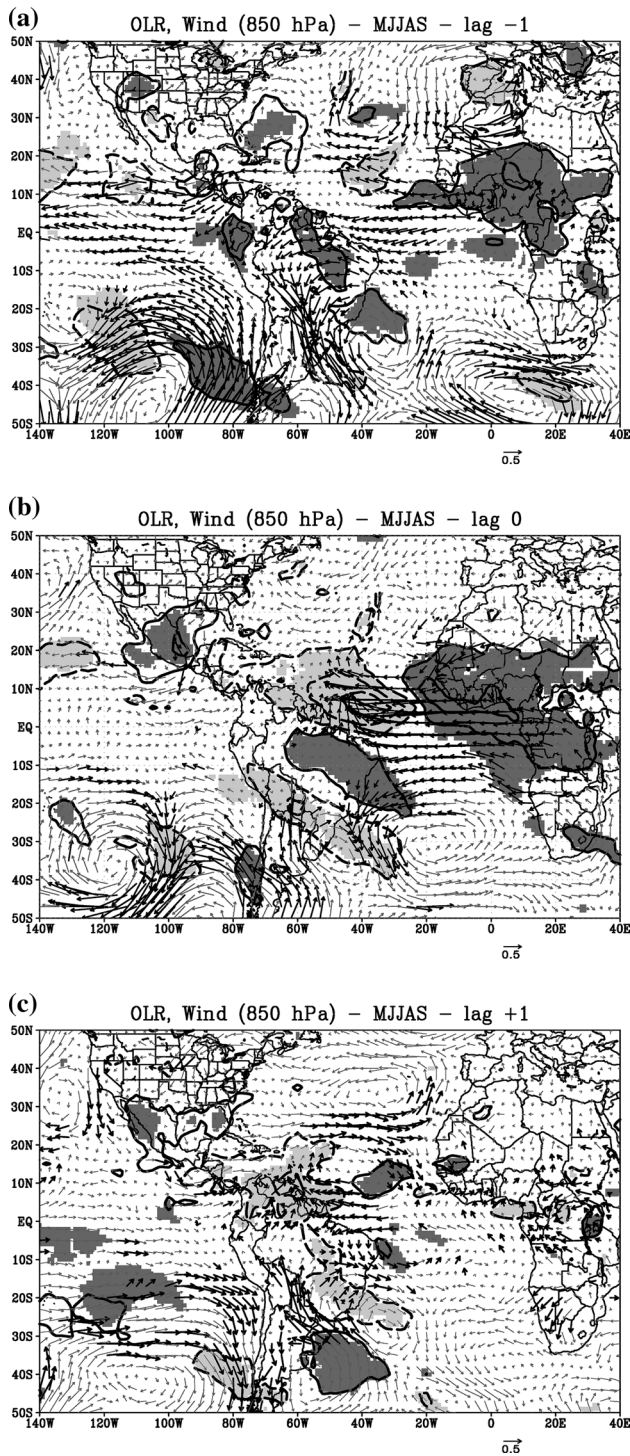 (a)
OLR, Wind (850 hPa) – MJJAS – lag -1
50N
40N
30N
20N
10N
EQ
10S
20S
30S
40S
50S
140W 120W 100W 80W 60W 40W 20W 0 20E 40E
0.5
(b)
OLR, Wind (850 hPa) – MJJAS – lag 0
50N
40N
30N
20N
10N
EQ
10S
20S
30S
40S
50S
140W 120W 100W 80W 60W 40W 20W 0 20E 40E
0.5
(c)
OLR, Wind (850 hPa) – MJJAS – lag +1
50N
40N
30N
20N
10N
EQ
10S
20S
30S
40S
50S
140W 120W 100W 80W 60W 40W 20W 0 20E 40E
0.5